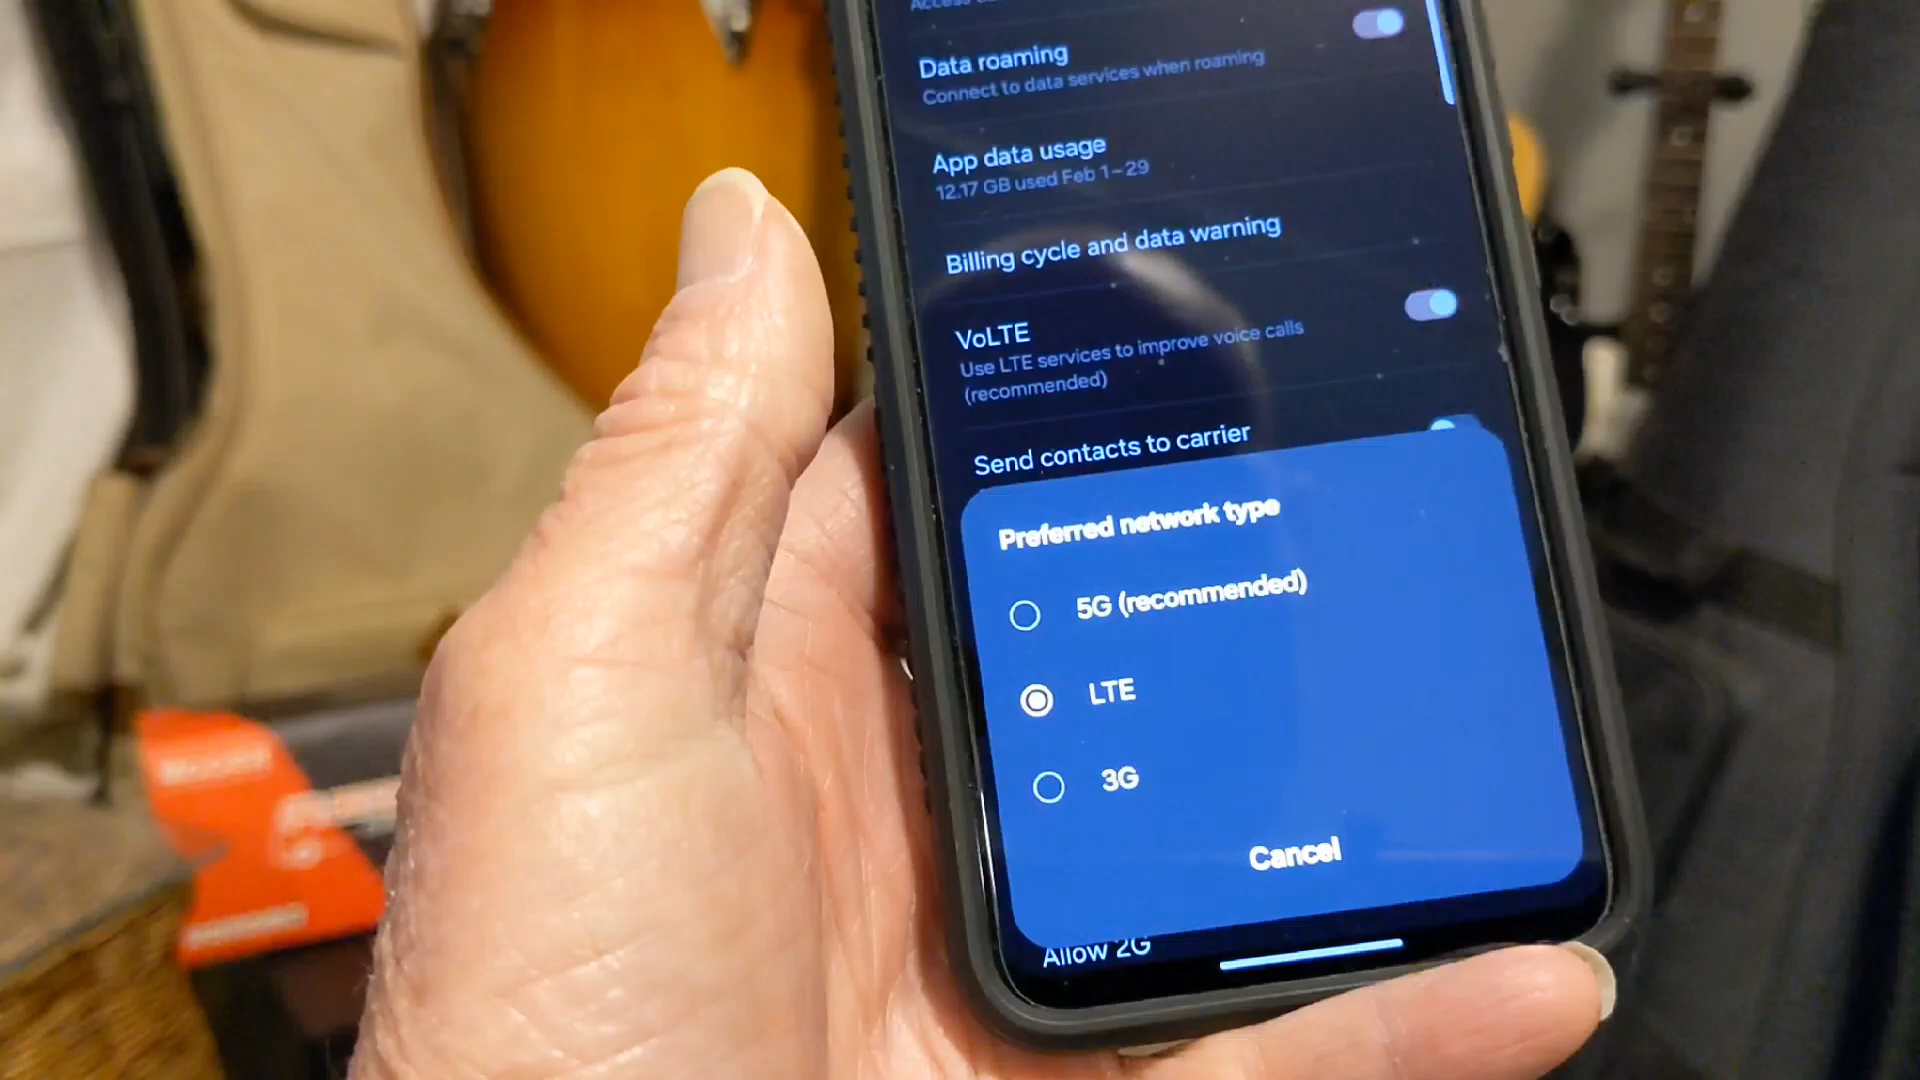 Data roaming
Connect to data services when roaming
App data usage
12.17 GB used Feb 1 – 29
Billing cycle and data warning
VoLTE
Use LTE services to improve voice calls
(recommended)
Send contacts to carrier
Preferred network type
5G (recommended)
LTE
3G
Cancel
Allow 2G